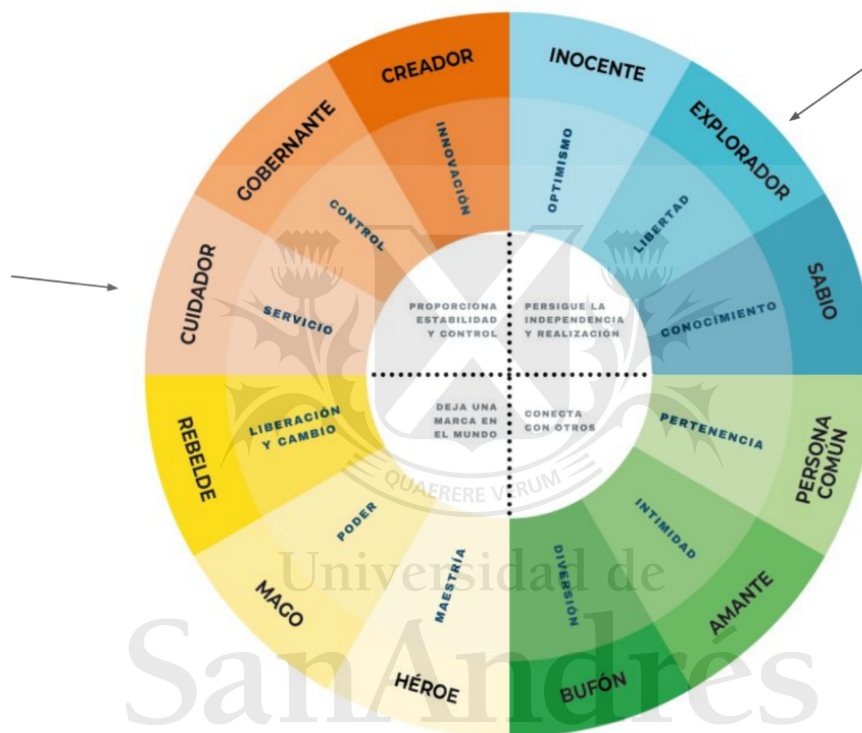 CREADOR
INNOVACIÓN
INOCENTE
OPTIMISMO
EXPLORADOR
LIBERTAD
SABIO
CONOCIMIENTO
PERSONA
COMÚN
PERTENENCIA
AMANTE
INTIMIDAD
BUFÓN
DIVERSIÓN
HÉROE
MAESTRÍA
MAGO
PODER
REBELDE
LIBERACIÓN
Y CAMBIO
CUIDADOR
SERVICIO
GOBERNANTE
CONTROL
PROPORCIONA
ESTABILIDAD
Y CONTROL
PERSIGUE LA
INDEPENDENCIA
Y REALIZACIÓN
DEJA UNA
MARCA EN
EL MUNDO
CONECTA
CON OTROS
QUAERERE VERUM
Universidad de
SanAndrés